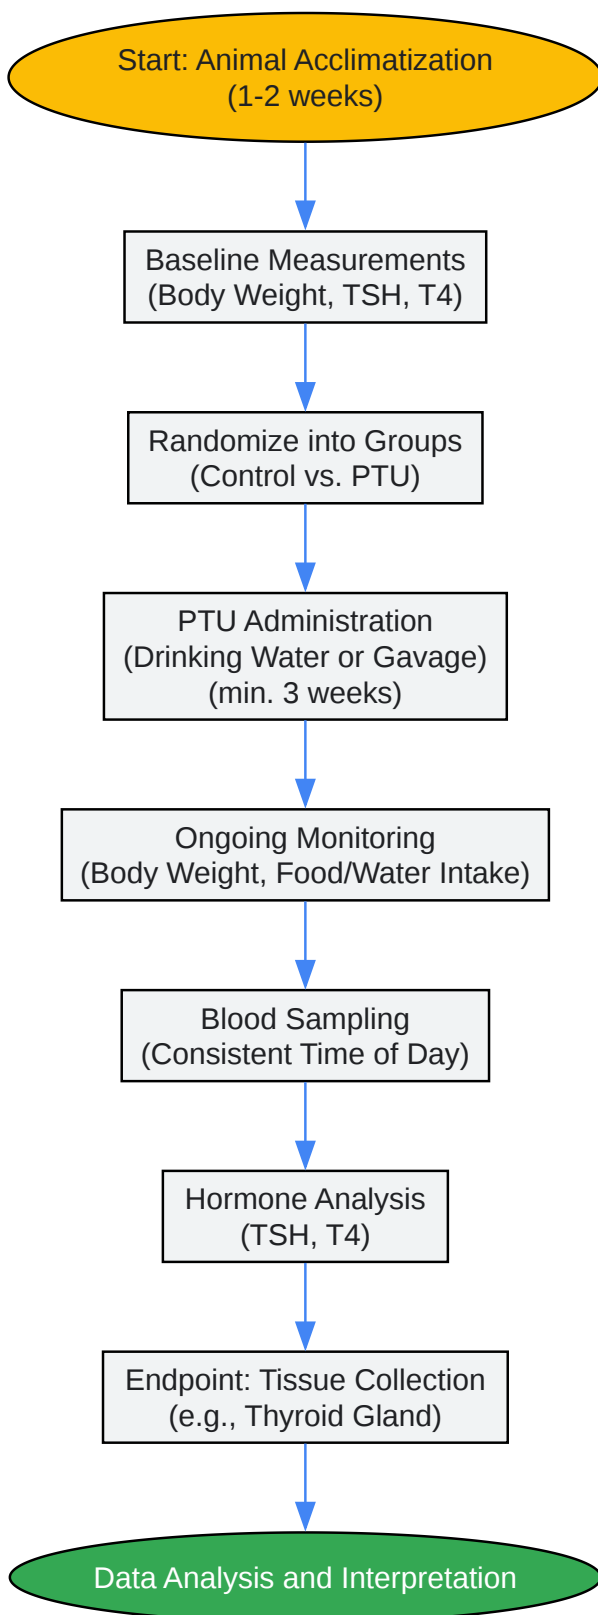 Start: Animal Acclimatization
(1-2 weeks)
Baseline Measurements
(Body Weight, TSH, T4)
Randomize into Groups
(Control vs. PTU)
PTU Administration
(Drinking Water or Gavage)
(min. 3 weeks)
Ongoing Monitoring
(Body Weight, Food/Water Intake)
Blood Sampling
(Consistent Time of Day)
Hormone Analysis
(TSH, T4)
Endpoint: Tissue Collection
(e.g., Thyroid Gland)
Data Analysis and Interpretation